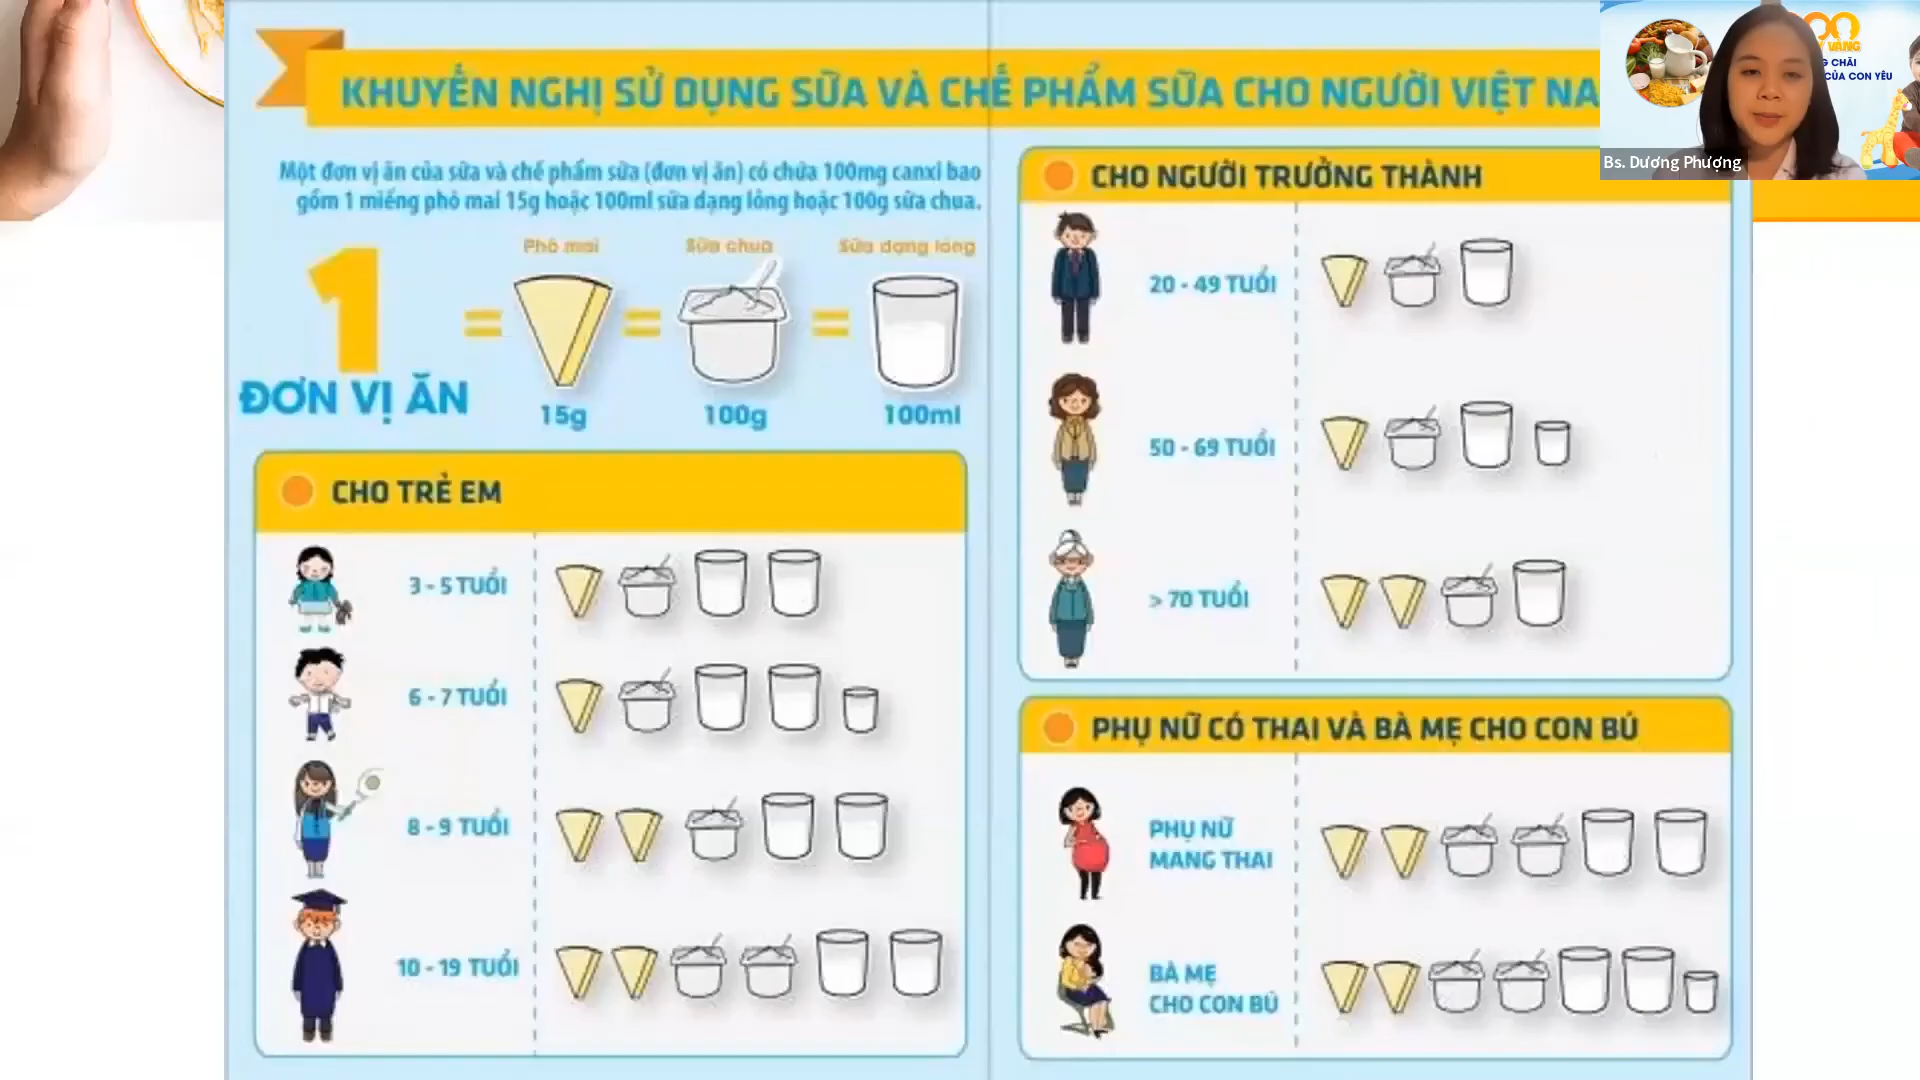 KHUYẾN NGHỊ SỬ DỤNG SỮA VÀ CHẾ PHẨM SỮA CHO NGƯỜI VIỆT NA
Một đơn vị ăn của sữa và chế phẩm sữa (đơn vị ăn) có chứa 100mg canxi bao
gồm 1 miếng phô mai 15g hoặc 100ml sữa dạng lỏng hoặc 100g sữa chua.
Phô mai
Sữa chua
Sữa dạng lỏng
1
ĐƠN VỊ ĂN
=
=
=
15g
100g
100ml
CHO TRẺ EM
3 - 5 TUỔI
6 - 7 TUỔI
8 - 9 TUỔI
10 - 19 TUỔI
CHO NGƯỜI TRƯỞNG THÀNH
20 - 49 TUỔI
50 - 69 TUỔI
> 70 TUỔI
PHỤ NỮ CÓ THAI VÀ BÀ MẸ CHO CON BÚ
PHỤ NỮ
MANG THAI
BÀ MẸ
CHO CON BÚ
VÀNG
CHÃI
CỦA CON YÊU
Bs. Dương Phượng